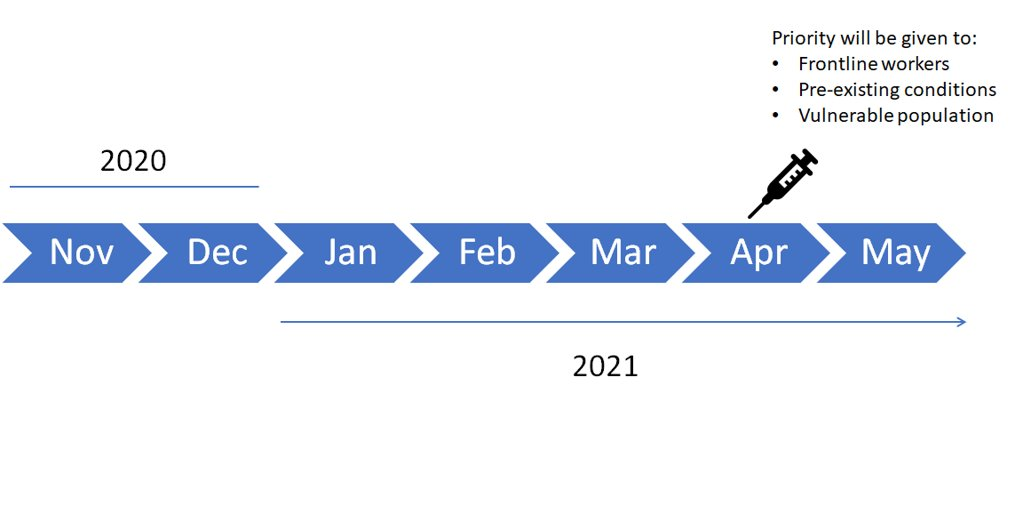 Priority will be given to:
• Frontline workers
• Pre-existing conditions
• Vulnerable population
2020
Nov Dec Jan Feb Mar Apr May
2021